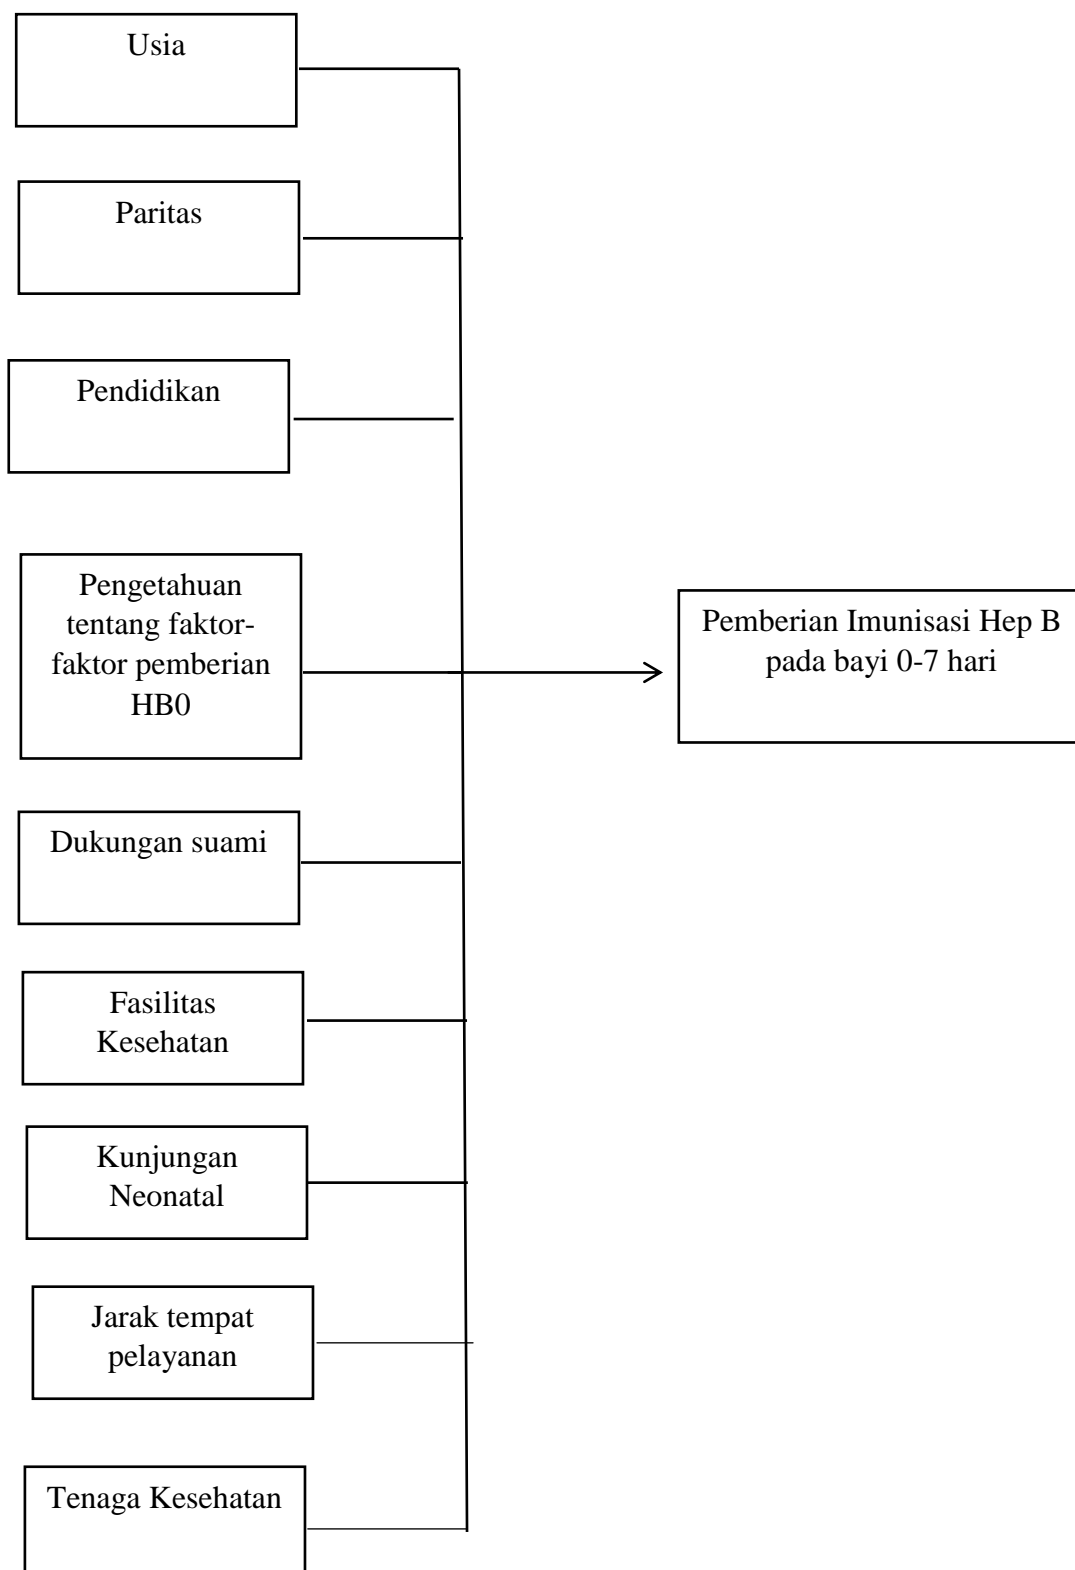 Usia
Paritas
Pendidikan
Pengetahuan
tentang faktor-
faktor pemberian
HB0
Pemberian Imunisasi Hep B
pada bayi 0-7 hari
Dukungan suami
Fasilitas
Kesehatan
Kunjungan
Neonatal
Jarak tempat
pelayanan
Tenaga Kesehatan